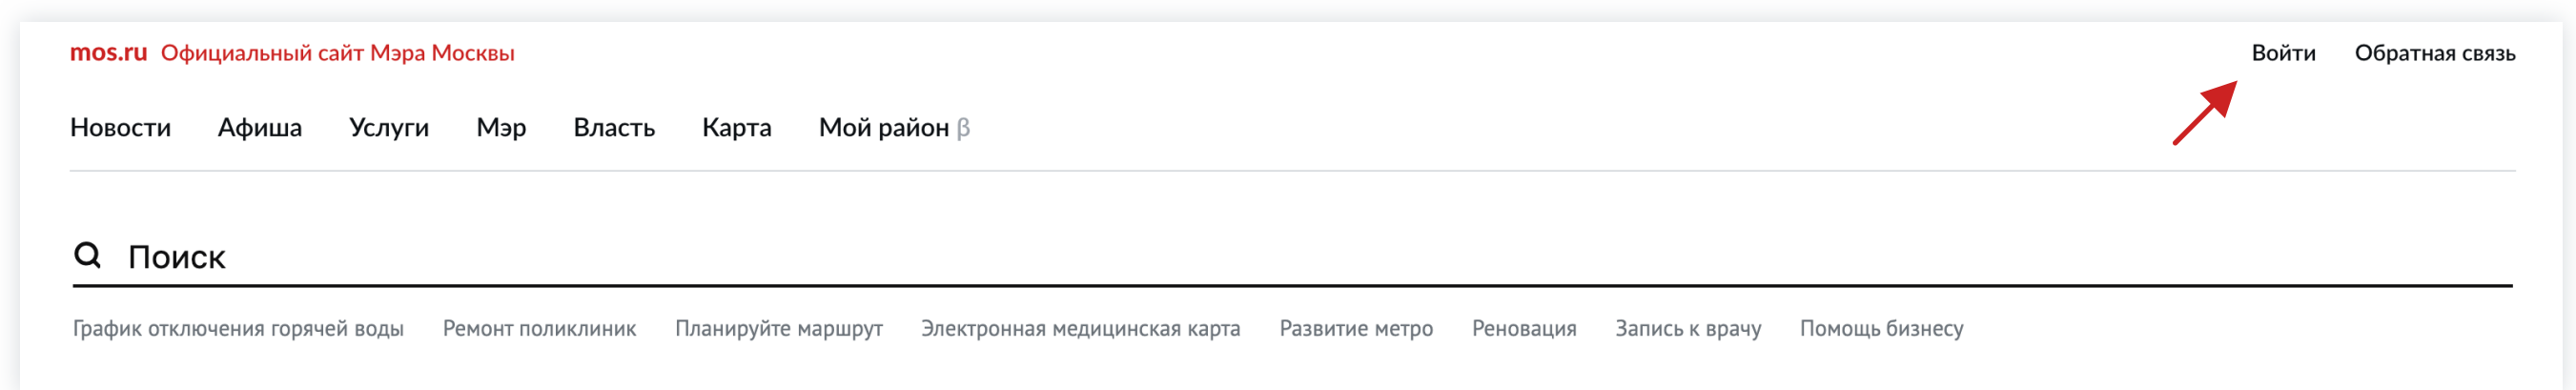 mos.ru Официальный сайт Мэра Москвы Войти Обратная связь
Новости Афиша Услуги Мэр Власть Карта Мой район β
Поиск
График отключения горячей воды Ремонт поликлиник Планируйте маршрут Электронная медицинская карта Развитие метро Реновация Запись к врачу Помощь бизнесу